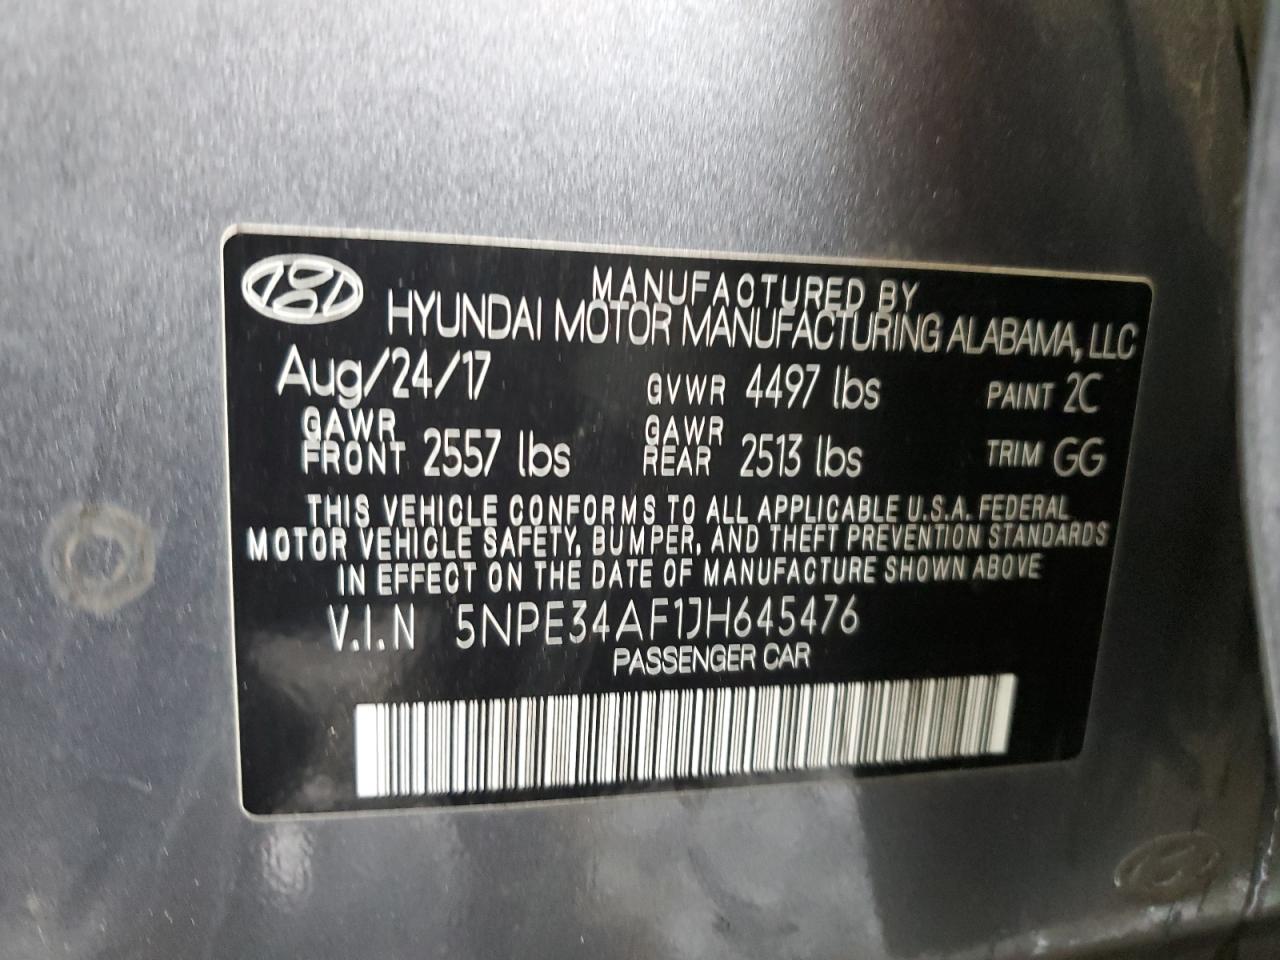 MANUFACTURED BY
HYUNDAI MOTOR MANUFACTURING ALABAMA, LLC
Aug/24/17 GVWR 4497 lbs PAINT 2C
GAWR FRONT 2557 lbs GAWR REAR 2513 lbs TRIM GG
THIS VEHICLE CONFORMS TO ALL APPLICABLE U.S.A. FEDERAL
MOTOR VEHICLE SAFETY, BUMPER, AND THEFT PREVENTION STANDARDS
IN EFFECT ON THE DATE OF MANUFACTURE SHOWN ABOVE
V.I.N 5NPE34AF1JH645476
PASSENGER CAR